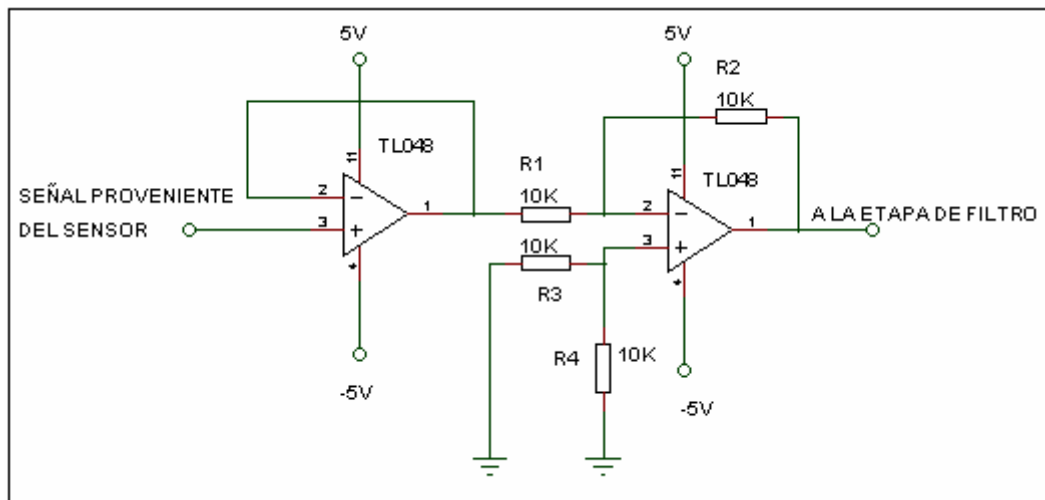 5V
5V
R2
10K
11
TL048
R1
11
TL048
SEÑAL PROVENIENTE
DEL SENSOR
2
-
3
+
1
4
10K
2
-
3
+
1
4
A LA ETAPA DE FILTRO
10K
R3
R4
10K
-5V
-5V